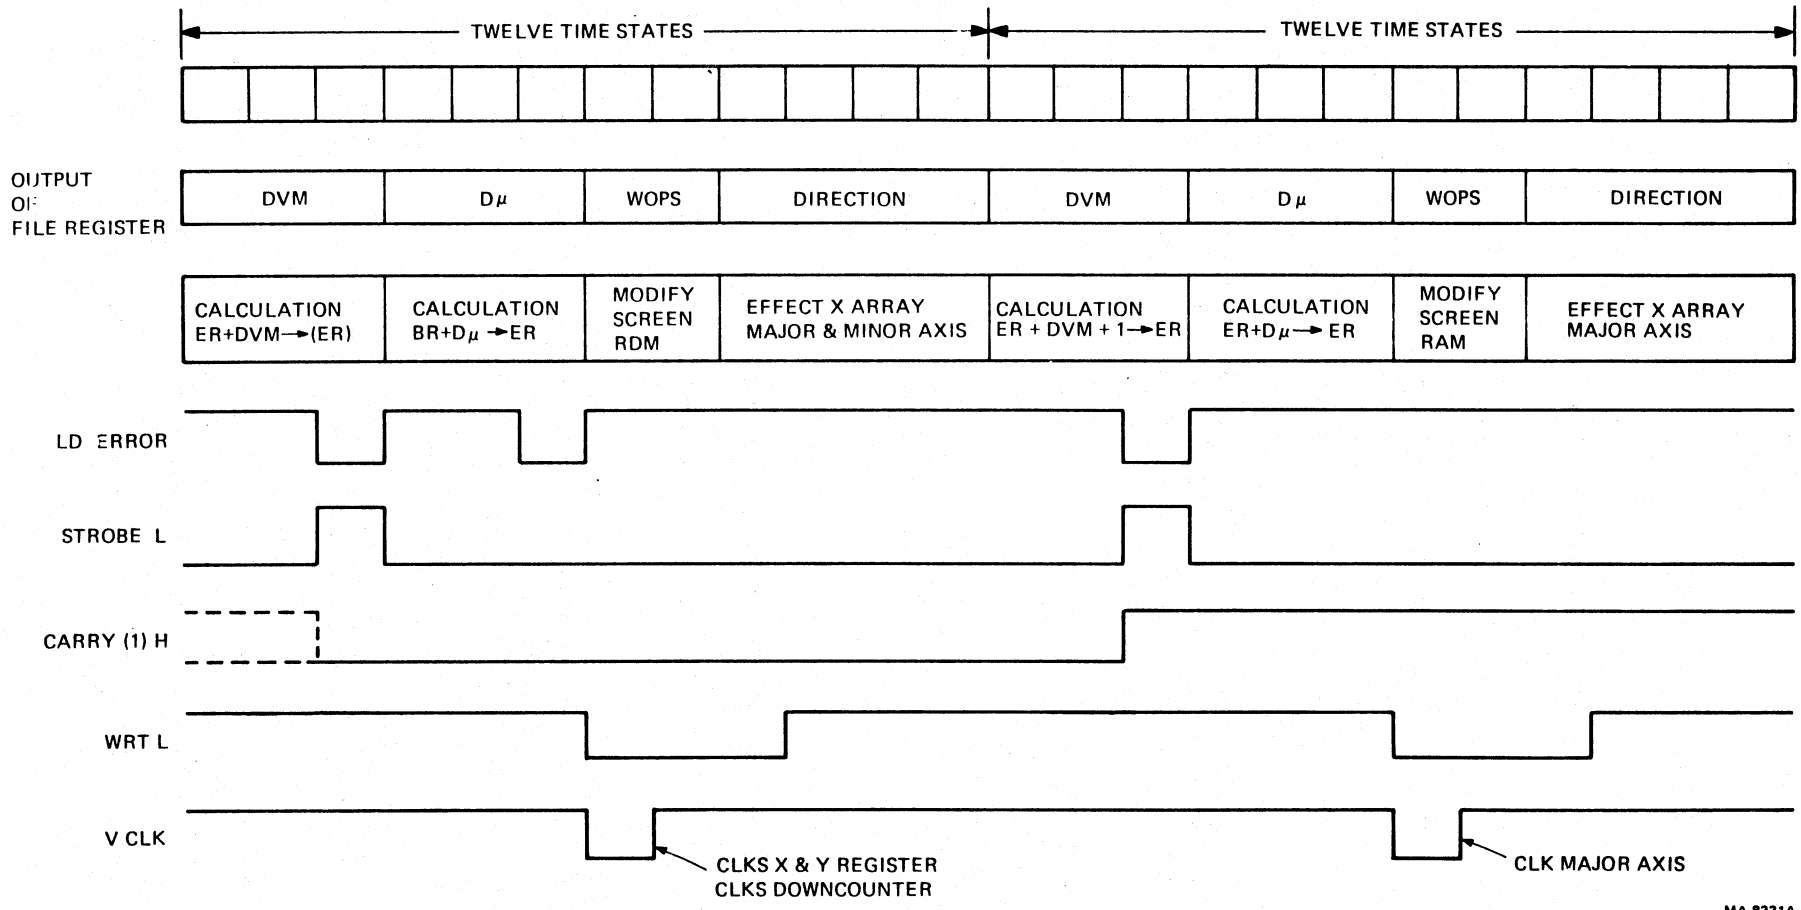 TWELVE TIME STATES
TWELVE TIME STATES
OUTPUT
OF
FILE REGISTER
DVM
Dμ
WOPS
DIRECTION
DVM
Dμ
WOPS
DIRECTION
CALCULATION
ER+DVM→(ER)
CALCULATION
BR+Dμ→ER
MODIFY
SCREEN
RDM
EFFECT X ARRAY
MAJOR & MINOR AXIS
CALCULATION
ER + DVM + 1→ER
CALCULATION
ER+Dμ→ ER
MODIFY
SCREEN
RAM
EFFECT X ARRAY
MAJOR AXIS
LD ERROR
STROBE L
CARRY (1) H
WRT L
V CLK
CLKS X & Y REGISTER
CLKS DOWNCOUNTER
CLK MAJOR AXIS